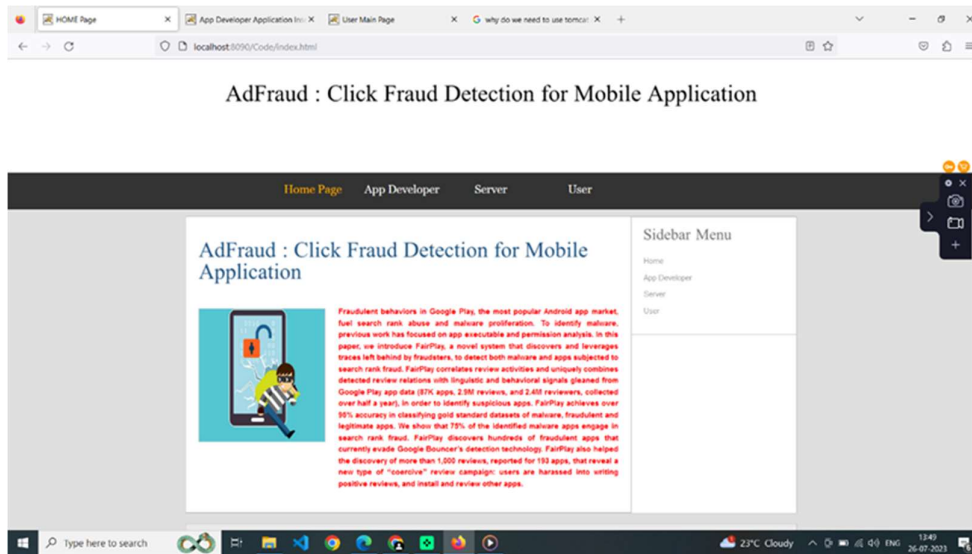 HOME Page
App Developer Application In
User Main Page
why do we need to use tomcat
localhost:8090/Code/index.html
AdFraud : Click Fraud Detection for Mobile Application
Home Page App Developer Server User
AdFraud : Click Fraud Detection for Mobile
Application
Fraudulent behaviors in Google Play, the most popular Android app market,
fuel search rank abuse and malware proliferation. To identify malware,
previous work has focused on app executable and permission analysis. In this
paper, we introduce FairPlay, a novel system that discovers and leverages
traces left behind by fraudsters, to detect both malware and apps subjected to
search rank fraud. FairPlay correlates review activities and uniquely combines
detected review relations with linguistic and behavioral signals gleaned from
Google Play app data (87K apps, 2.9M reviews, and 2.4M reviewers, collected
over half a year), in order to identify suspicious apps. FairPlay achieves over
95% accuracy in classifying gold standard datasets of malware, fraudulent and
legitimate apps. We show that 75% of the identified malware apps engage in
search rank fraud. FairPlay discovers hundreds of fraudulent apps that
currently evade Google Bouncer's detection technology. FairPlay also helped
the discovery of more than 1,000 reviews, reported for 193 apps, that reveal a
new type of "coercive" review campaign: users are harassed into writing
positive reviews, and install and review other apps.
Sidebar Menu
Home
App Developer
Server
User
Type here to search
23°C Cloudy
ENG
13:49
26-07-2023